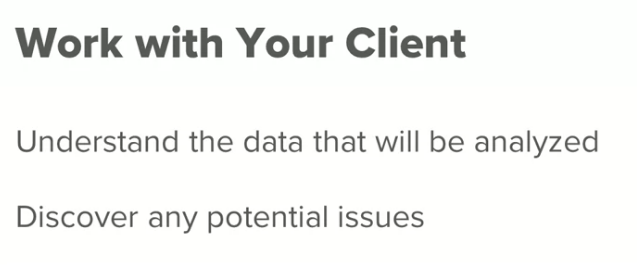 Work with Your Client
Understand the data that will be analyzed
Discover any potential issues